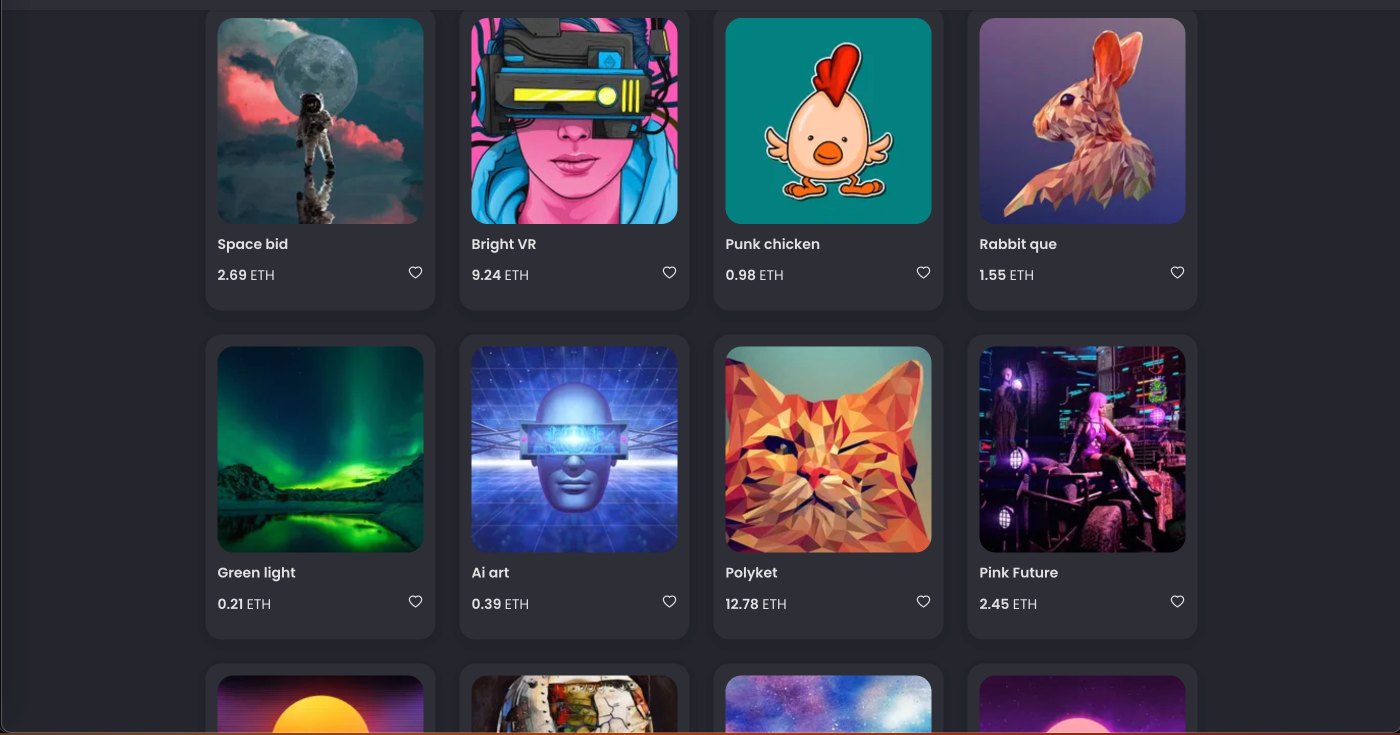 Space bid
2.69 ETH
Bright VR
9.24 ETH
Punk chicken
0.98 ETH
Rabbit que
1.55 ETH
Green light
0.21 ETH
Ai art
0.39 ETH
Polyket
12.78 ETH
Pink Future
2.45 ETH